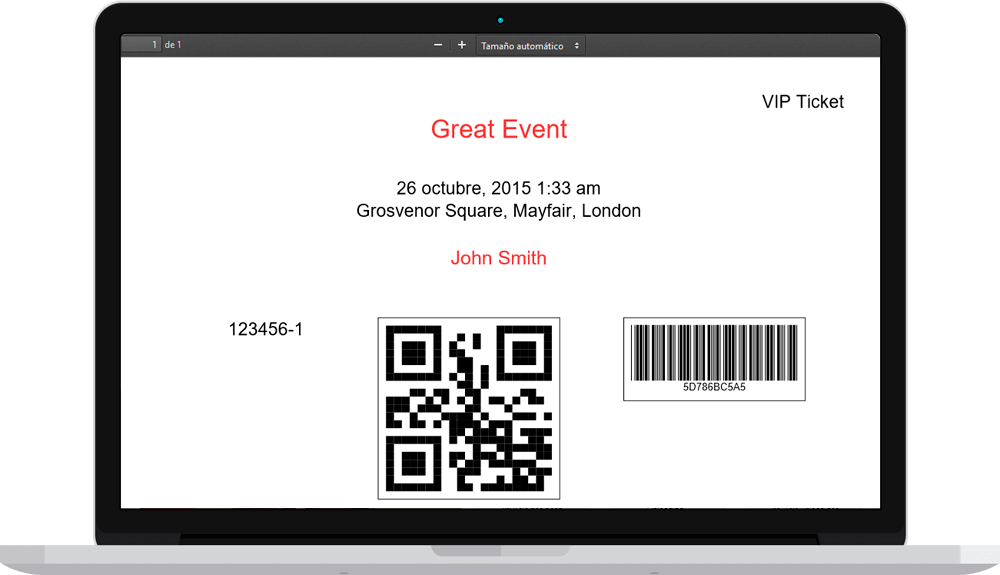 1 de 1 − + Tamaño automático
VIP Ticket
Great Event
26 octubre, 2015 1:33 am
Grosvenor Square, Mayfair, London
John Smith
123456-1
5D786BC5A5